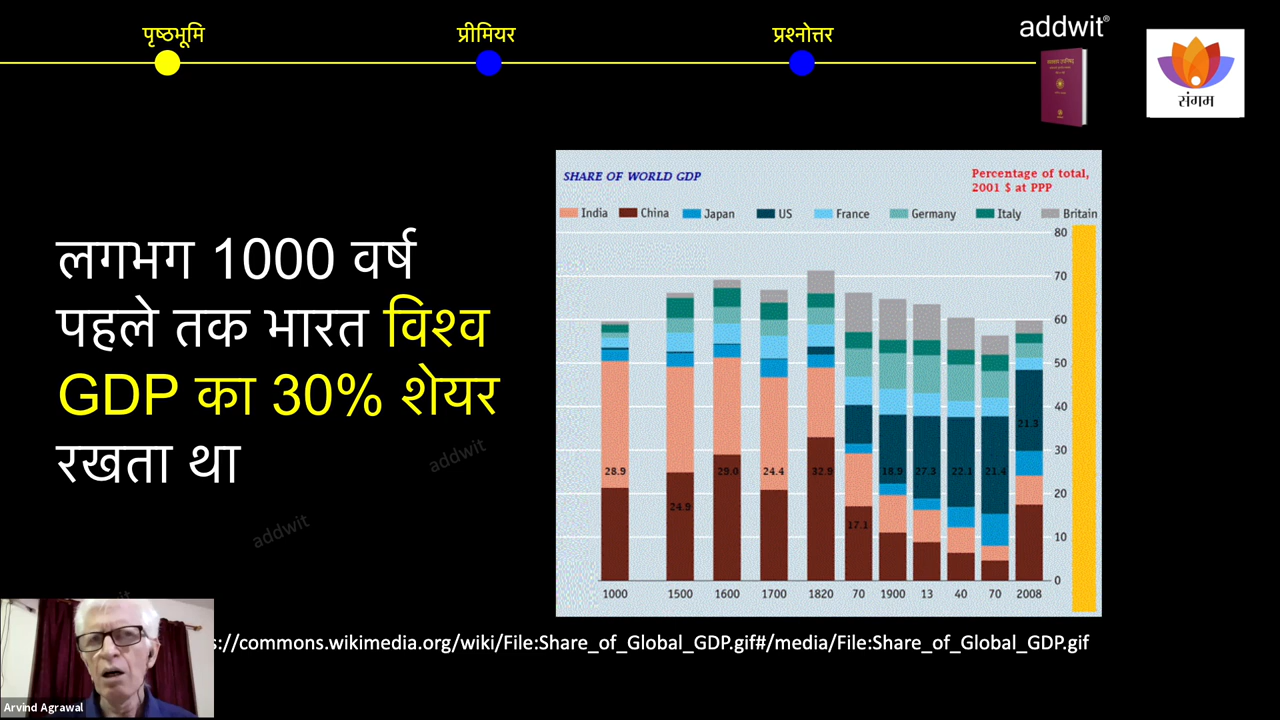 पृष्ठभूमि
प्रीमियर
प्रश्नोत्तर
addwit®
संगम
लगभग 1000 वर्ष
पहले तक भारत विश्व
GDP का 30% शेयर
रखता था
SHARE OF WORLD GDP
Percentage of total,
2001 $ at PPP
India China Japan US France Germany Italy Britain
80
70
60
50
40
30
20
10
0
28.9 24.9 29.0 24.4 32.9 17.1 18.9 27.3 22.1 21.4 21.3
1000 1500 1600 1700 1820 70 1900 13 40 70 2008
addwit
addwit
s://commons.wikimedia.org/wiki/File:Share_of_Global_GDP.gif#/media/File:Share_of_Global_GDP.gif
Arvind Agrawal